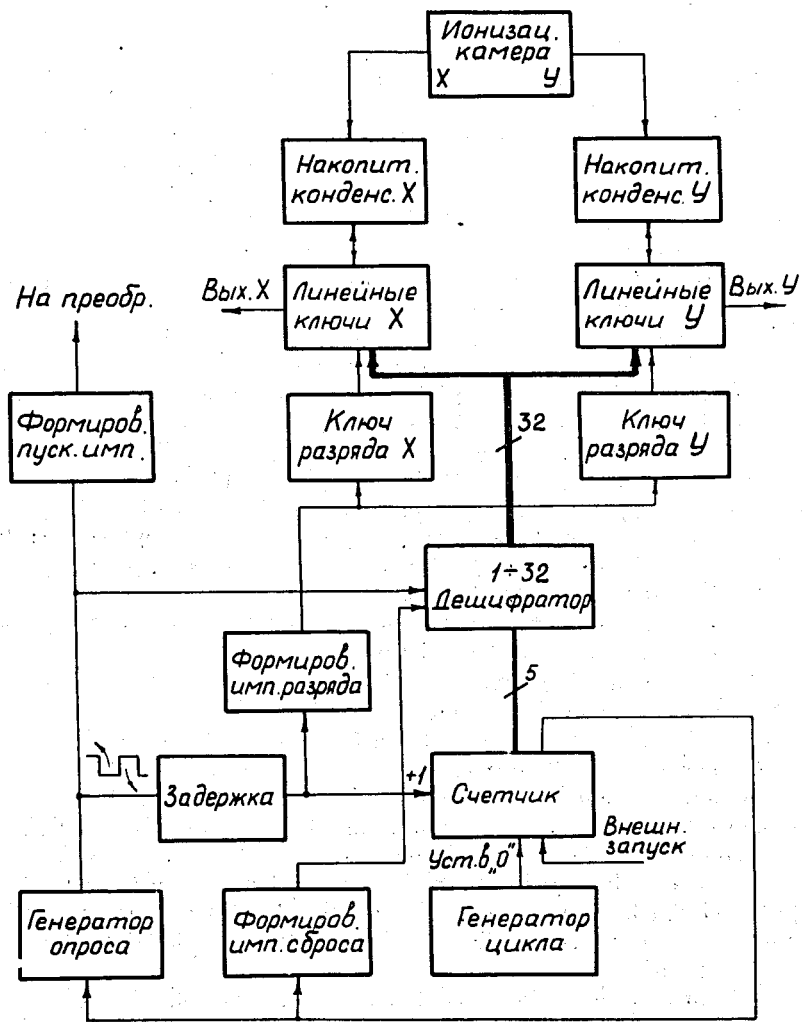 Ионизац.
камера
X У
Накопит.
конденс. X
Накопит.
конденс. У
На преобр.
Вых. X
Линейные
ключи X
Линейные
ключи У
Вых. У
Формиров.
пуск. имп.
Ключ
разряда X
32
Ключ
разряда У
1÷32
Дешифратор
Формиров.
имп. разряда
5
Задержка
+1
Счетчик
Внешн.
запуск
Уст. в „0"
Генератор
опроса
Формиров.
имп. сброса
Генератор
цикла